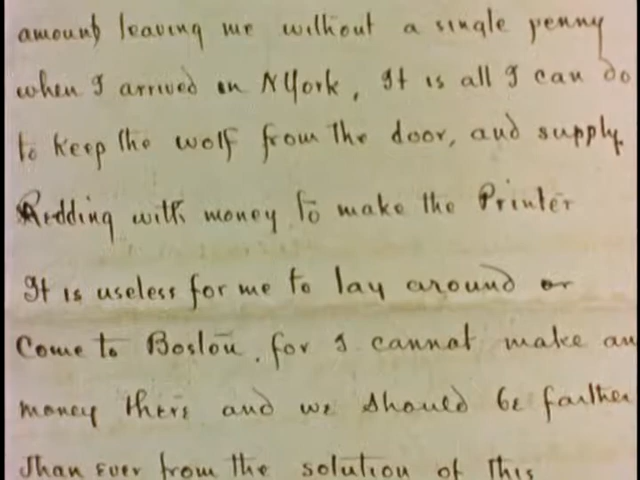 amount leaving me without a single penny
when I arrived in NYork, It is all I can do
to keep the wolf from the door, and supply
Redding with money to make the Printer
It is useless for me to lay around or
Come to Boston, for I cannot make an
money there and we should be farther
than ever from the solution of this